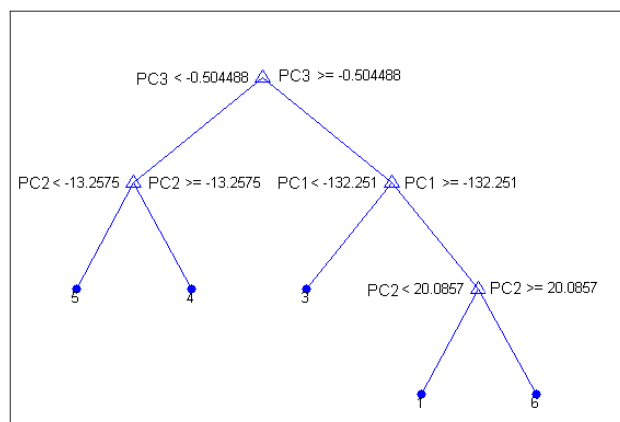 PC3 < -0.504488 PC3 >= -0.504488
PC2 < -13.2575 PC2 >= -13.2575 PC1 < -132.251 PC1 >= -132.251
5 4 3 PC2 < 20.0857 PC2 >= 20.0857
1 6